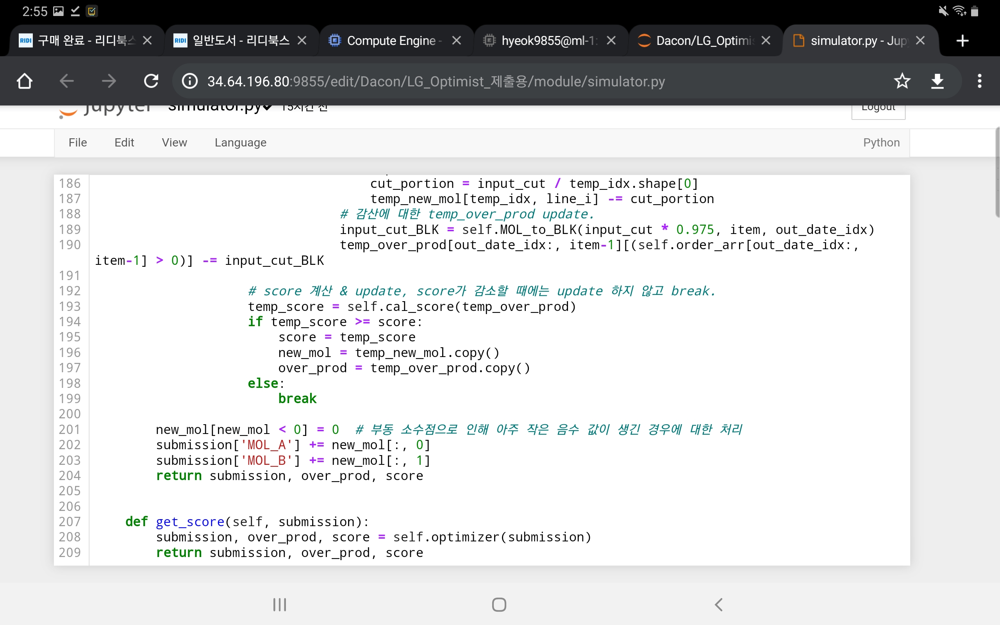 2:55
구매 완료 - 리디북스
일반도서 - 리디북스
Compute Engine -
hyeok9855@ml-1:
Dacon/LG_Optimi
simulator.py - Jup
34.64.196.80:9855/edit/Dacon/LG_Optimist_제출용/module/simulator.py
Jupyter simulator.py 15시간 전 Logout
File Edit View Language Python
186 cut_portion = input_cut / temp_idx.shape[0]
187 temp_new_mol[temp_idx, line_i] -= cut_portion
188 # 감산에 대한 temp_over_prod update.
189 input_cut_BLK = self.MOL_to_BLK(input_cut * 0.975, item, out_date_idx)
190 temp_over_prod[out_date_idx:, item-1][(self.order_arr[out_date_idx:,
item-1] > 0)] -= input_cut_BLK
191
192 # score 계산 & update, score가 감소할 때에는 update 하지 않고 break.
193 temp_score = self.cal_score(temp_over_prod)
194 if temp_score >= score:
195 score = temp_score
196 new_mol = temp_new_mol.copy()
197 over_prod = temp_over_prod.copy()
198 else:
199 break
200
201 new_mol[new_mol < 0] = 0 # 부동 소수점으로 인해 아주 작은 음수 값이 생긴 경우에 대한 처리
202 submission['MOL_A'] += new_mol[:, 0]
203 submission['MOL_B'] += new_mol[:, 1]
204 return submission, over_prod, score
205
206
207 def get_score(self, submission):
208 submission, over_prod, score = self.optimizer(submission)
209 return submission, over_prod, score